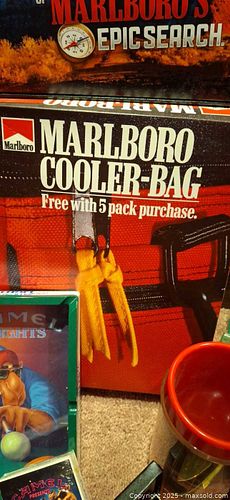 MARLBORO'S
EPIC SEARCH.
MARLBORO
Marlboro
MARLBORO
COOLER-BAG
Free with 5 pack purchase.
CAMEL
LIGHTS
CAMEL
Copyright 2025 - maxsold.com